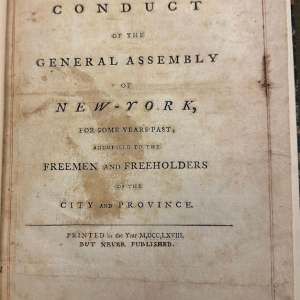 CONDUCT
OF THE
GENERAL ASSEMBLY
OF
NEW-YORK,
FOR SOME YEARS PAST;
ADDRESSED TO THE
FREEMEN AND FREEHOLDERS
OF THE
CITY AND PROVINCE.
PRINTED in the Year M,DCC,LXVIII.
BUT NEVER PUBLISHED.